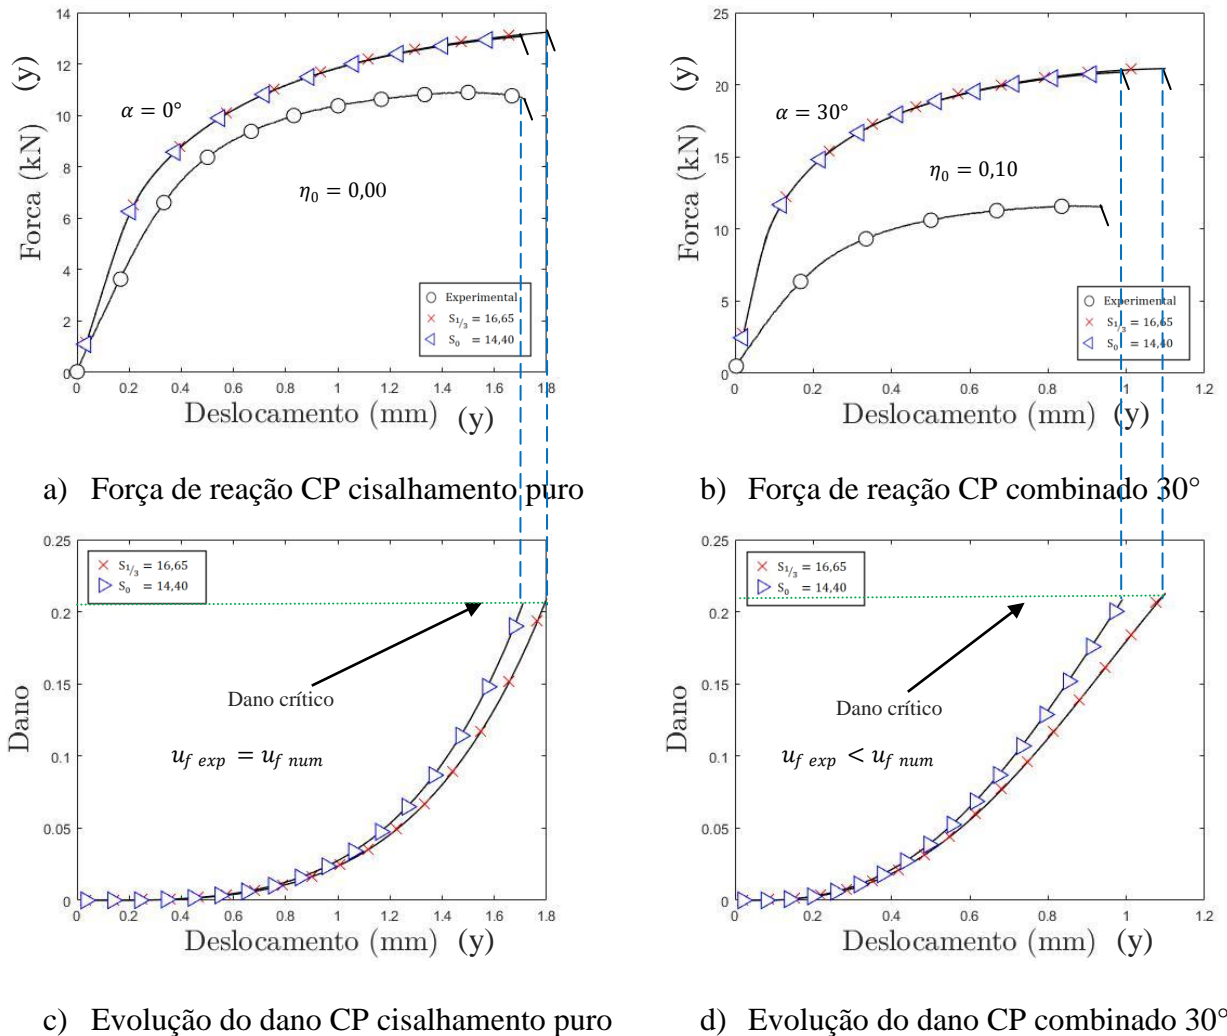 14
12
10
8
6
4
2
0
Forca (kN) (y)
α = 0°
η₀ = 0,00
Experimental
S₁/₃ = 16,65
S₀ = 14,40
0 0.2 0.4 0.6 0.8 1 1.2 1.4 1.6 1.8
Deslocamento (mm) (y)
a) Força de reação CP cisalhamento puro
25
20
15
10
5
0
Forca (kN) (y)
α = 30°
η₀ = 0,10
Experimental
S₁/₃ = 16,65
S₀ = 14,40
0 0.2 0.4 0.6 0.8 1 1.2
Deslocamento (mm) (y)
b) Força de reação CP combinado 30°
0.25
0.2
0.15
0.1
0.05
0
Dano
S₁/₃ = 16,65
S₀ = 14,40
Dano crítico
u_f exp = u_f num
0 0.2 0.4 0.6 0.8 1 1.2 1.4 1.6 1.8
Deslocamento (mm) (y)
c) Evolução do dano CP cisalhamento puro
0.25
0.2
0.15
0.1
0.05
0
Dano
S₁/₃ = 16,65
S₀ = 14,40
Dano crítico
u_f exp < u_f num
0 0.2 0.4 0.6 0.8 1 1.2
Deslocamento (mm) (y)
d) Evolução do dano CP combinado 30°